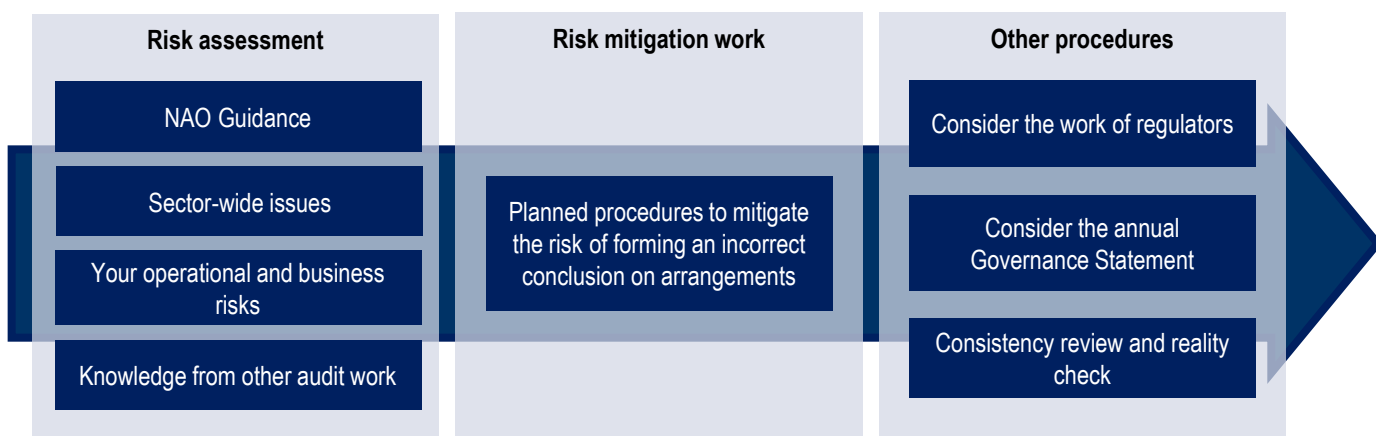 Risk assessment
NAO Guidance
Sector-wide issues
Your operational and business
risks
Knowledge from other audit work
Risk mitigation work
Planned procedures to mitigate
the risk of forming an incorrect
conclusion on arrangements
Other procedures
Consider the work of regulators
Consider the annual
Governance Statement
Consistency review and reality
check